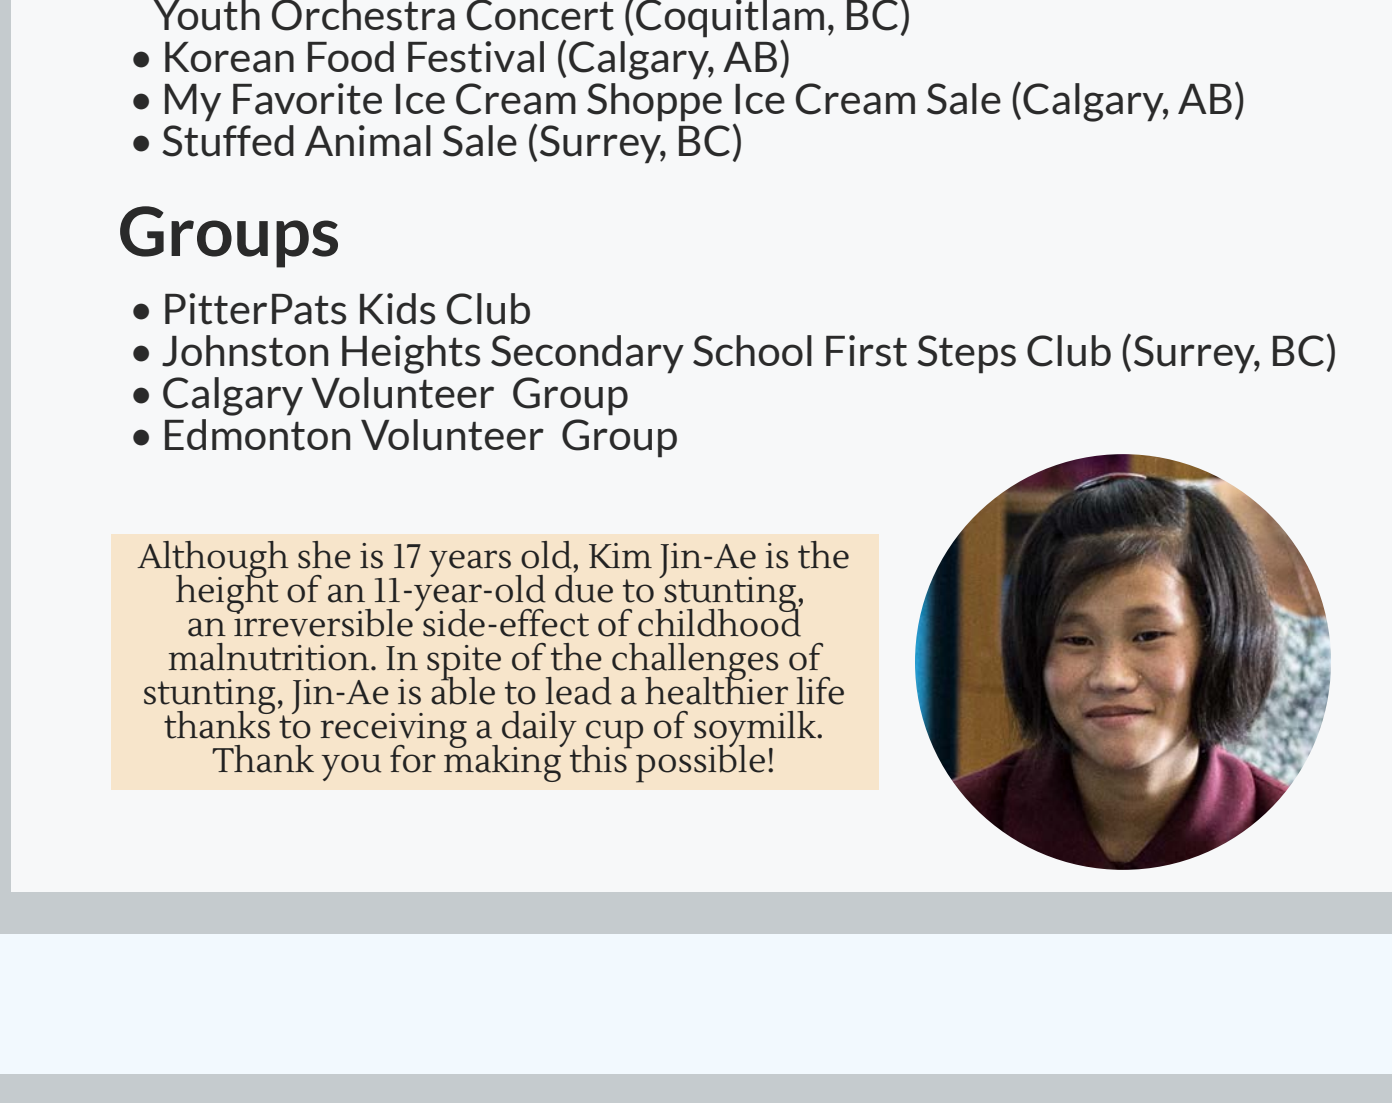 Youth Orchestra Concert (Coquitlam, BC)
• Korean Food Festival (Calgary, AB)
• My Favorite Ice Cream Shoppe Ice Cream Sale (Calgary, AB)
• Stuffed Animal Sale (Surrey, BC)
Groups
• PitterPats Kids Club
• Johnston Heights Secondary School First Steps Club (Surrey, BC)
• Calgary Volunteer  Group
• Edmonton Volunteer  Group
Although she is 17 years old, Kim Jin-Ae is the
height of an 11-year-old due to stunting,
an irreversible side-effect of childhood
malnutrition. In spite of the challenges of
stunting, Jin-Ae is able to lead a healthier life
thanks to receiving a daily cup of soymilk.
Thank you for making this possible!